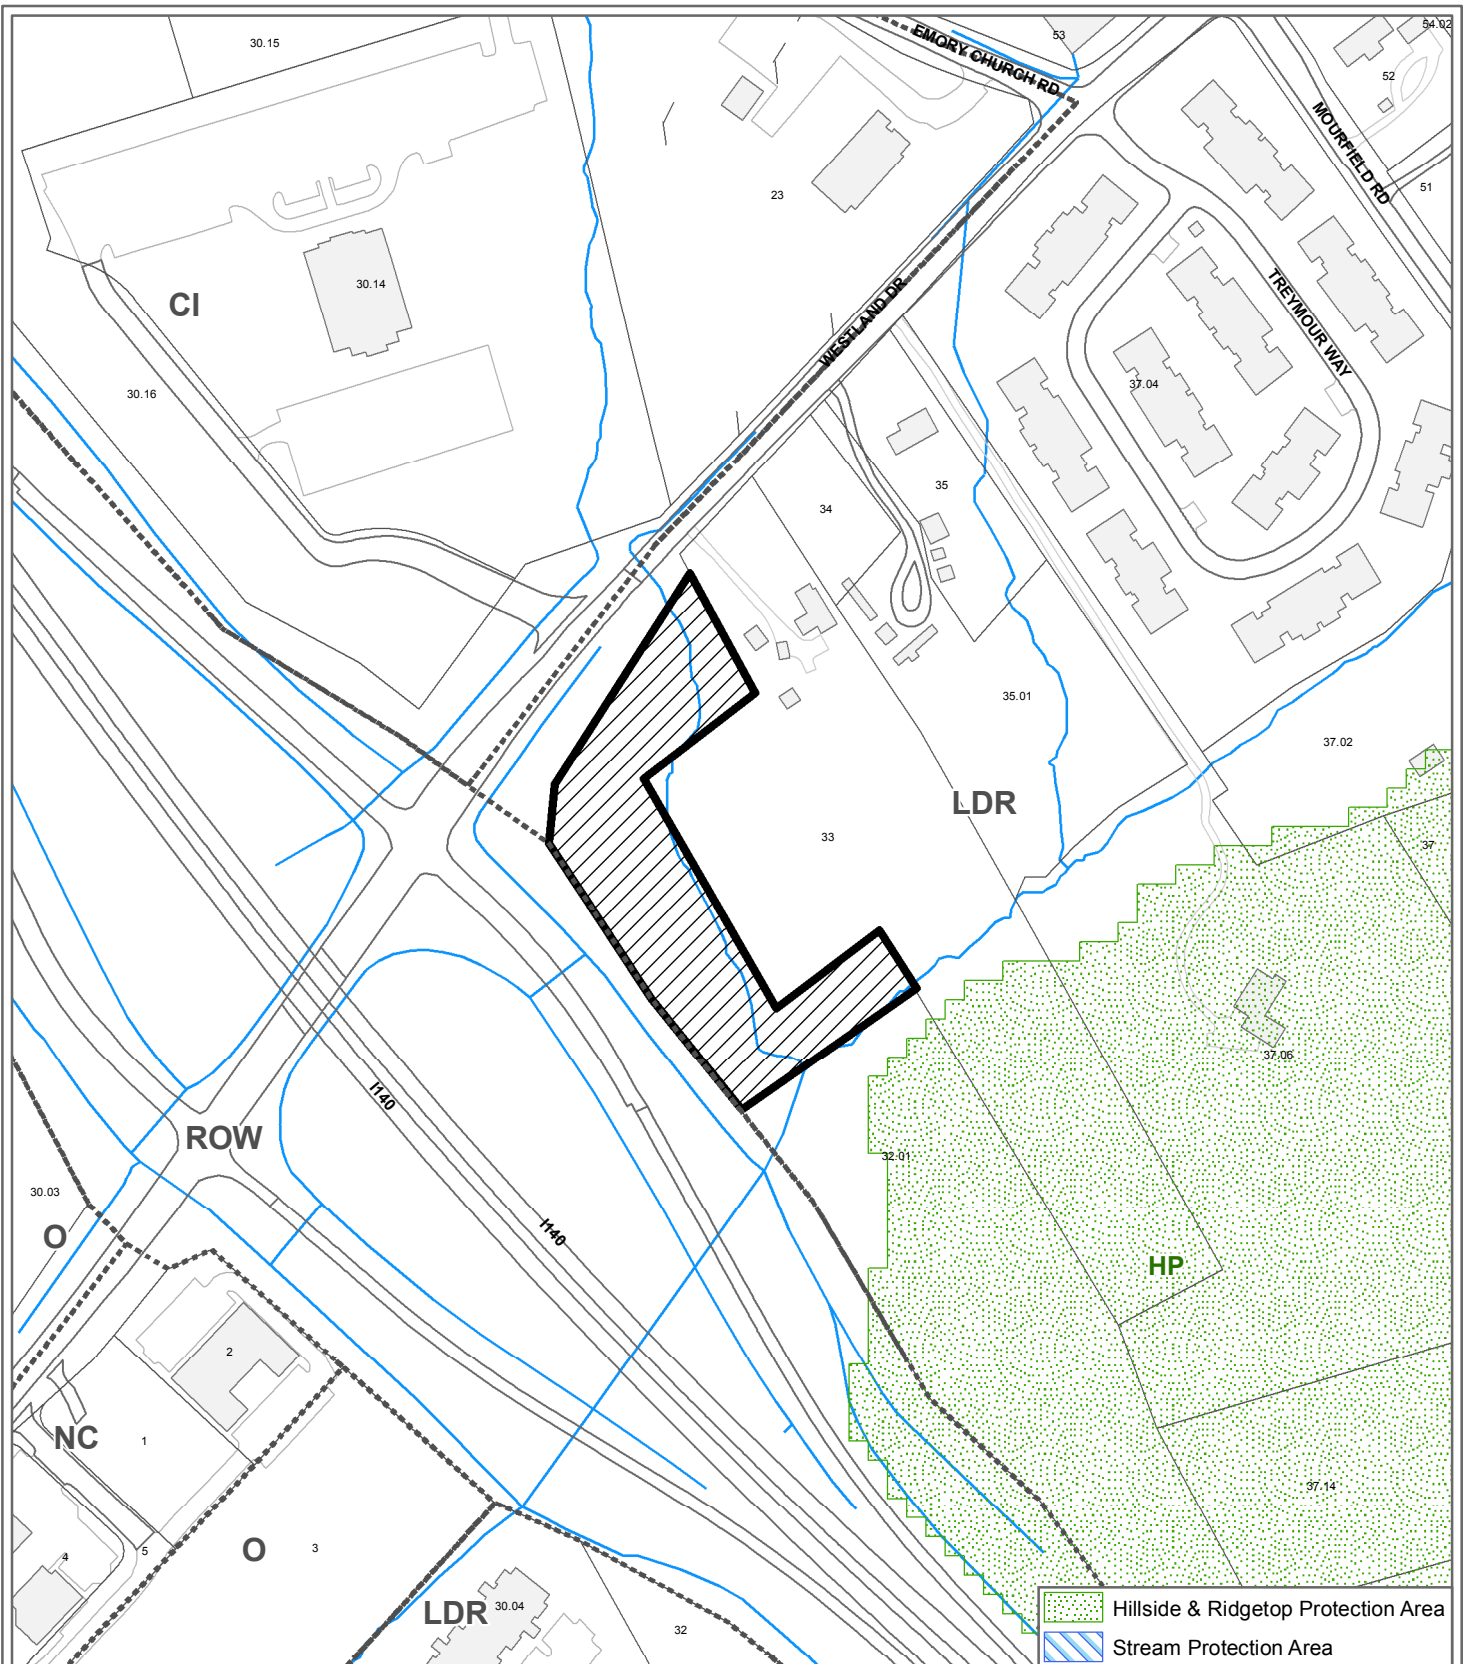 54.02
30.15
EMORY CHURCH RD
53
52
MOURFIELD RD
51
23
30.14
CI
WESTLAND DR
TREYMOUR WAY
30.16
37.04
35
34
35.01
37.02
LDR
33
37
37.06
I140
ROW
32.01
30.03
O
I140
HP
2
NC
1
37.14
4
5
O
3
LDR
30.04
32
Hillside & Ridgetop Protection Area
Stream Protection Area